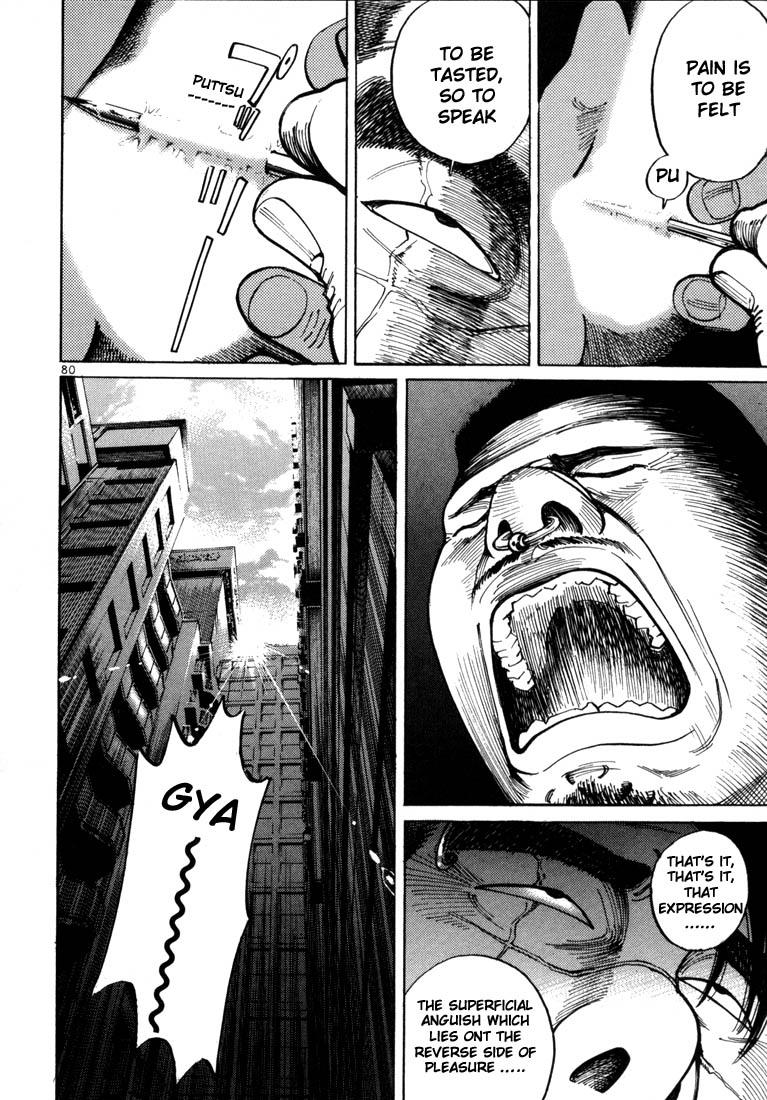 PAIN IS
TO BE
FELT
PU
TO BE
TASTED,
SO TO
SPEAK
PUTTSU
80
THAT'S IT,
THAT'S IT,
THAT
EXPRESSION
......
THE SUPERFICIAL
ANGUISH WHICH
LIES ONT THE
REVERSE SIDE OF
PLEASURE .....
GYA